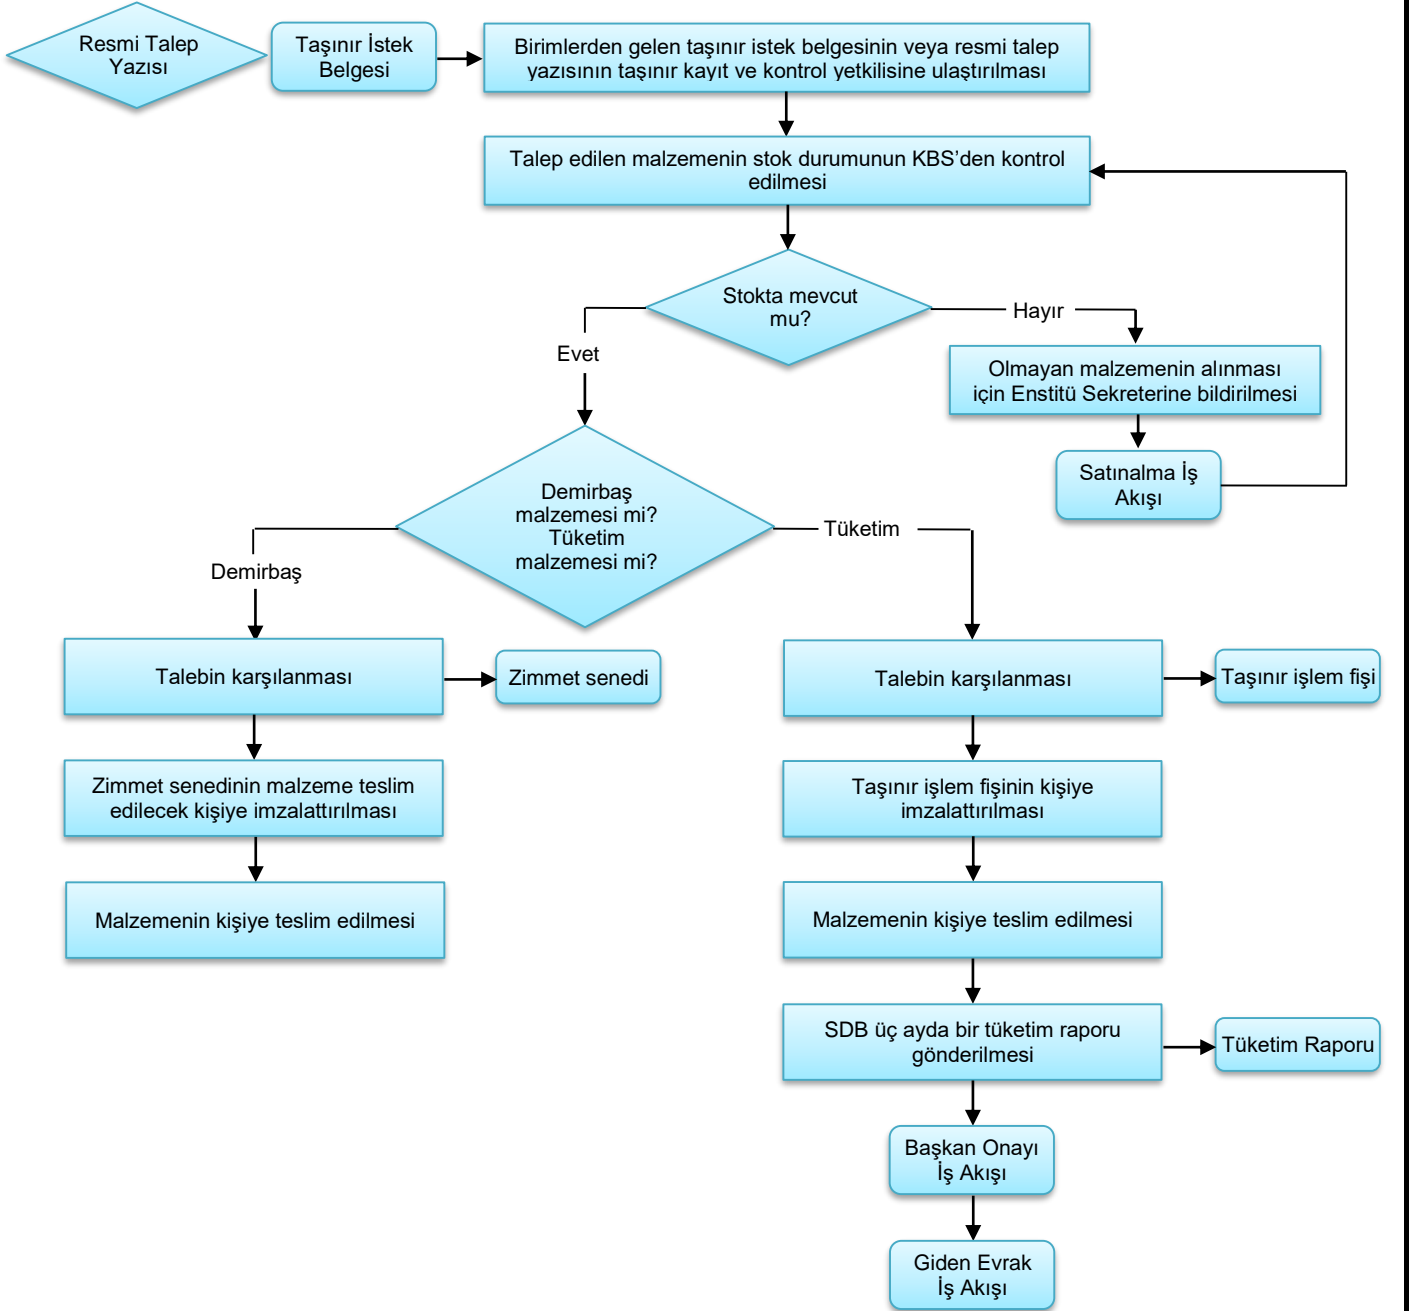 Resmi Talep
Yazısı
Taşınır İstek
Belgesi
Birimlerden gelen taşınır istek belgesinin veya resmi talep
yazısının taşınır kayıt ve kontrol yetkilisine ulaştırılması
Talep edilen malzemenin stok durumunun KBS’den kontrol
edilmesi
Stokta mevcut
mu?
Hayır
Evet
Olmayan malzemenin alınması
için Enstitü Sekreterine bildirilmesi
Satınalma İş
Akışı
Demirbaş
malzemesi mi?
Tüketim
malzemesi mi?
Tüketim
Demirbaş
Talebin karşılanması
Zimmet senedi
Talebin karşılanması
Taşınır işlem fişi
Zimmet senedinin malzeme teslim
edilecek kişiye imzalattırılması
Taşınır işlem fişinin kişiye
imzalattırılması
Malzemenin kişiye teslim edilmesi
Malzemenin kişiye teslim edilmesi
SDB üç ayda bir tüketim raporu
gönderilmesi
Tüketim Raporu
Başkan Onayı
İş Akışı
Giden Evrak
İş Akışı